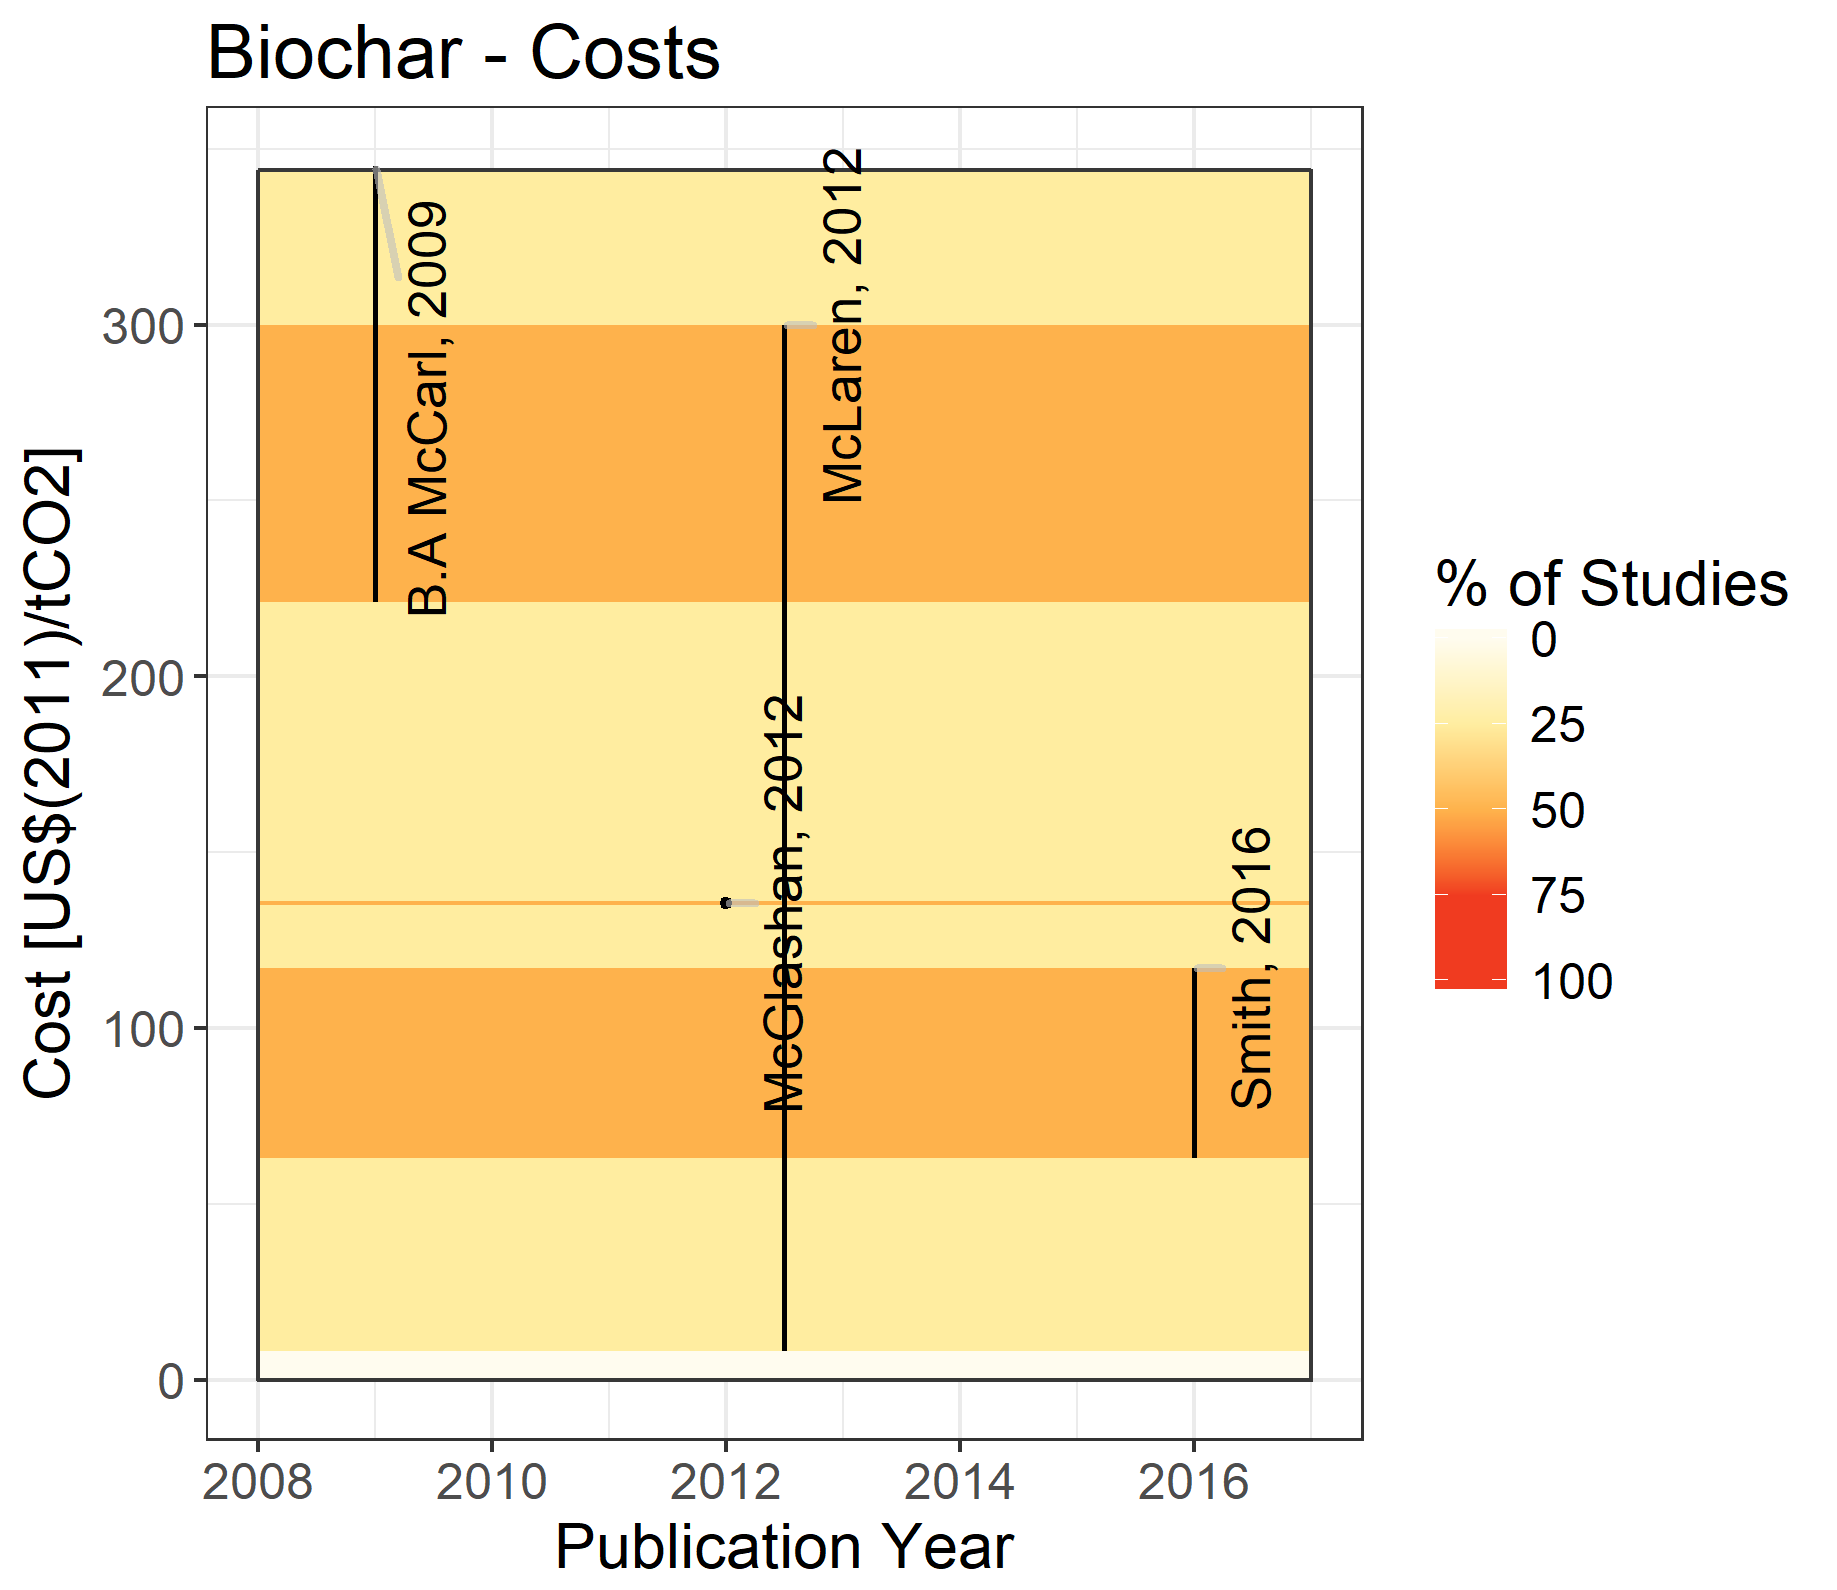 Biochar - Costs
Cost [US$(2011)/tCO2]
300
200
100
0
B.A McCarl, 2009
McLaren, 2012
McGlashan, 2012
Smith, 2016
2008
2010
2012
2014
2016
Publication Year
% of Studies
0
25
50
75
100